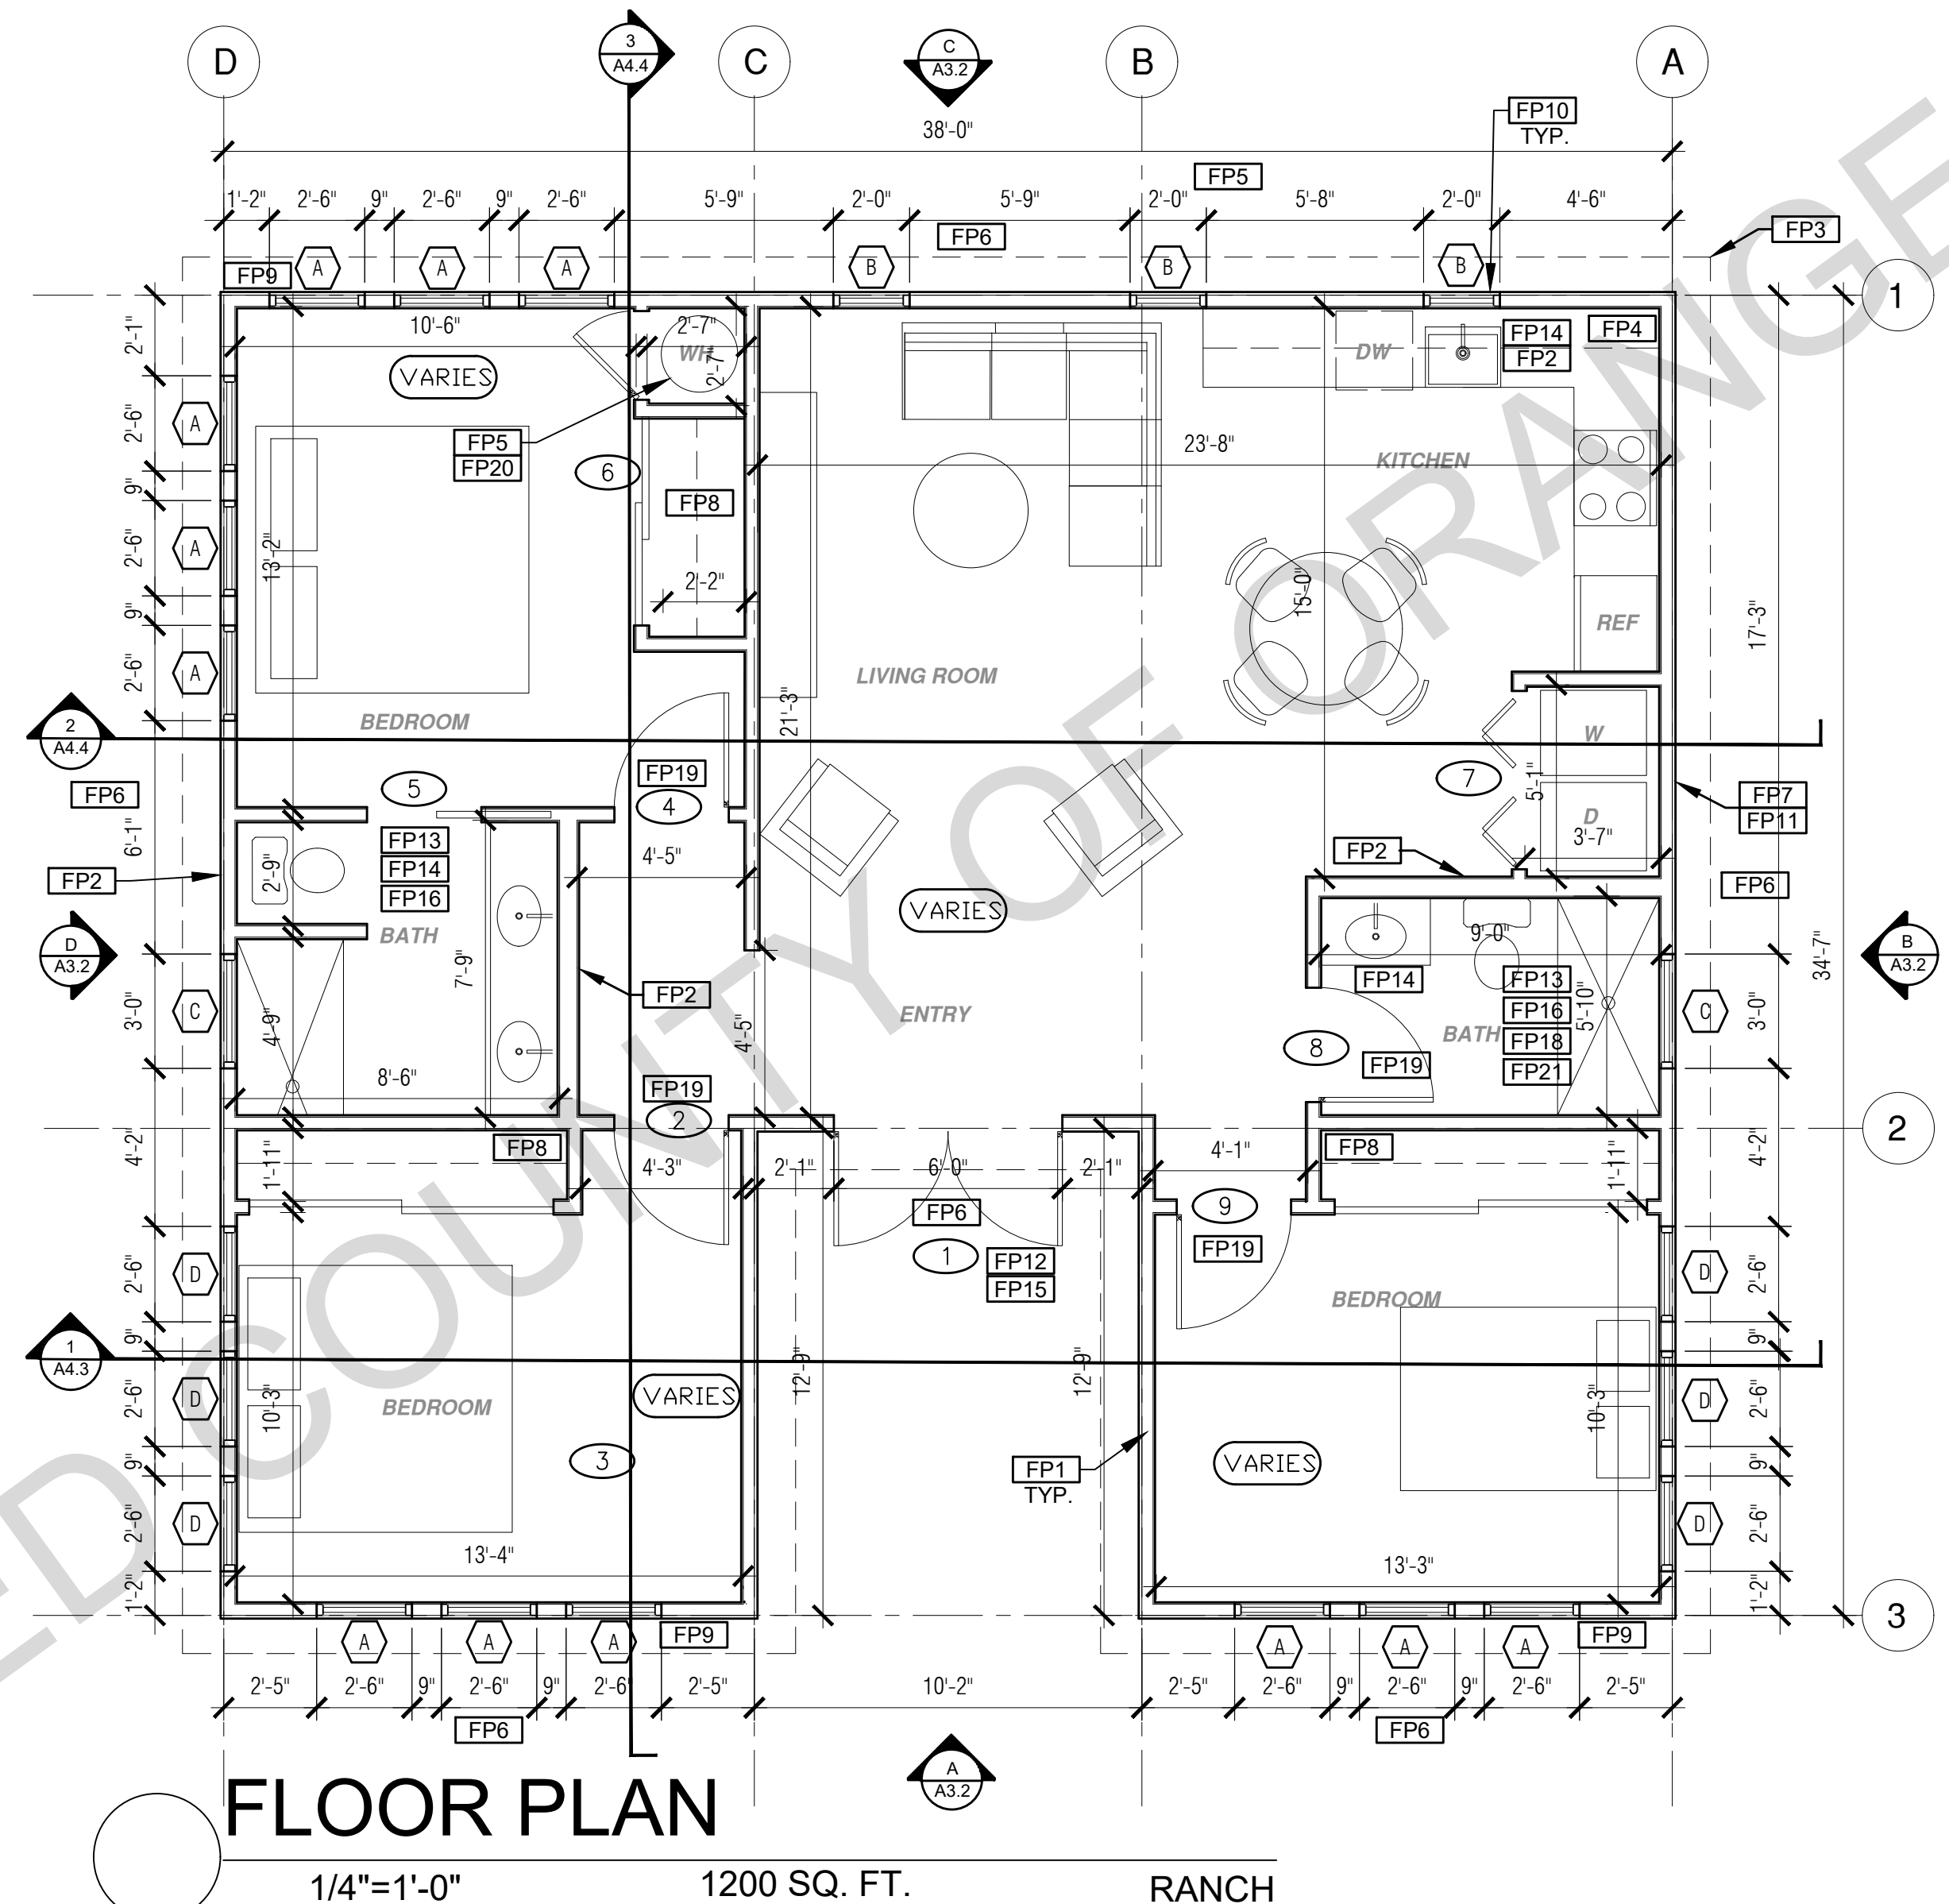 D
3
A4.4
C
C
A3.2
B
A
38'-0"
FP10
TYP.
FP5
1'-2" 2'-6" 9" 2'-6" 9" 2'-6" 5'-9" 2'-0" 5'-9" 2'-0" 5'-8" 2'-0" 4'-6"
FP6
FP3
FP9 A A A B B B
1
10'-6" 2'-7"
FP14 FP4
FP2
2'-1"
WH 2'-7"
DW
VARIES
2'-6" A
FP5
FP20
6
23'-8"
KITCHEN
9"
FP8
2'-6" A
13'-2"
2'-2"
15'-0"
9"
REF
17'-3"
2'-6" A
LIVING ROOM
21'-3"
BEDROOM
2
A4.4
W
FP6
5
FP19
4
7
5'-1"
FP7
FP11
6'-1"
FP13
FP14
FP16
D
3'-7"
4'-5"
FP2
FP2
2'-9"
FP6
VARIES
BATH
9'-0"
D
A3.2
B
A3.2
34'-7"
7'-9"
FP2
FP14
FP13
FP16
FP18
FP21
5'-10"
3'-0" C
4'-9"
ENTRY
4'-5"
BATH
C 3'-0"
8
8'-6"
FP19
FP19
2
2
4'-2"
FP8
FP8
4'-2"
1'-11"
4'-3" 2'-1" 6'-0" 2'-1" 4'-1"
1'-11"
FP6
9
1
FP12
FP15
FP19
2'-6" D
D 2'-6"
BEDROOM
9"
9"
1
A4.3
12'-9" 12'-9"
2'-6" D
10'-3"
BEDROOM
VARIES
10'-3"
D 2'-6"
9"
3
FP1
TYP.
VARIES
9"
2'-6" D
D 2'-6"
13'-4"
13'-3"
1'-2"
1'-2"
3
A A A FP9
A A A FP9
2'-5" 2'-6" 9" 2'-6" 9" 2'-6" 2'-5" 10'-2" 2'-5" 2'-6" 9" 2'-6" 9" 2'-6" 2'-5"
FP6
FP6
A
A3.2
FLOOR PLAN
1/4"=1'-0" 1200 SQ. FT. RANCH
ED COUNTY OF ORANGE